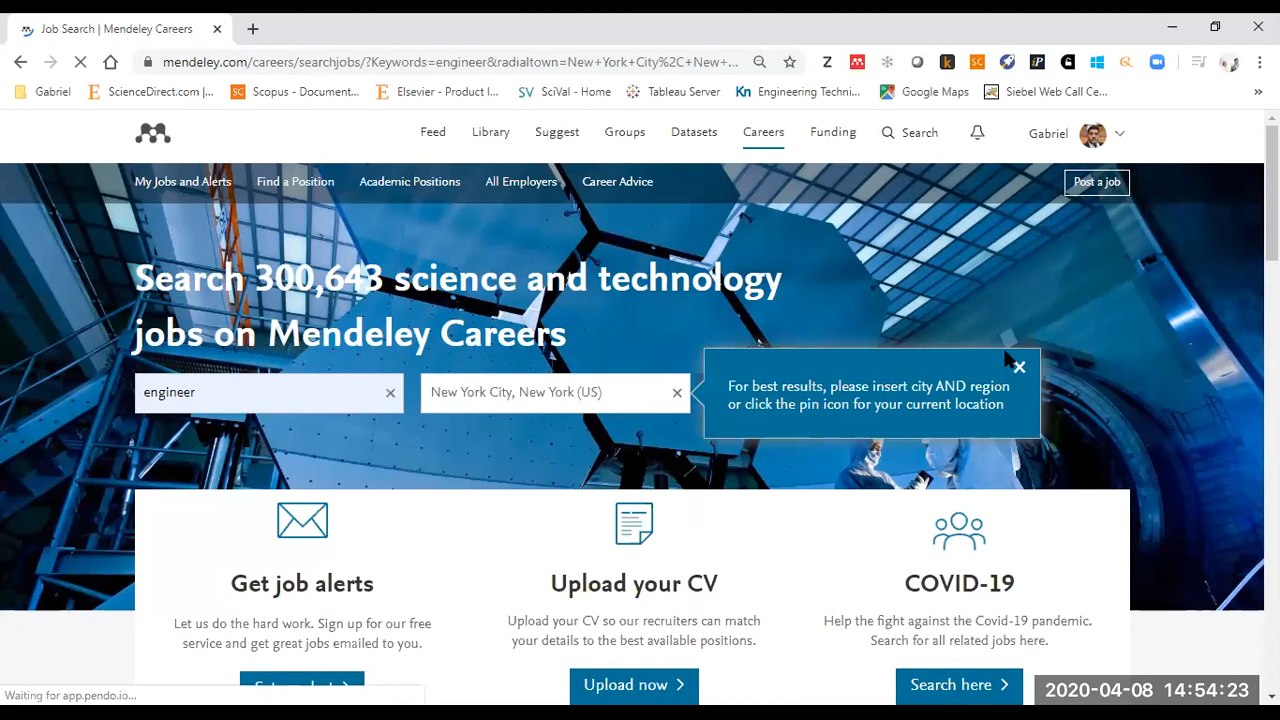 Job Search | Mendeley Careers
mendeley.com/careers/searchjobs/?Keywords=engineer&radialtown=New+York+City%2C+New+...
Gabriel
ScienceDirect.com |...
Scopus - Document...
Elsevier - Product I...
SciVal - Home
Tableau Server
Kn Engineering Techni...
Google Maps
Siebel Web Call Ce...
Feed Library Suggest Groups Datasets Careers Funding Search Gabriel
My Jobs and Alerts Find a Position Academic Positions All Employers Career Advice Post a job
Search 300,643 science and technology
jobs on Mendeley Careers
engineer
New York City, New York (US)
For best results, please insert city AND region
or click the pin icon for your current location
Get job alerts
Let us do the hard work. Sign up for our free
service and get great jobs emailed to you.
Upload your CV
Upload your CV so our recruiters can match
your details to the best available positions.
Upload now
COVID-19
Help the fight against the Covid-19 pandemic.
Search for all related jobs here.
Search here
Waiting for app.pendo.io...
2020-04-08 14:54:23